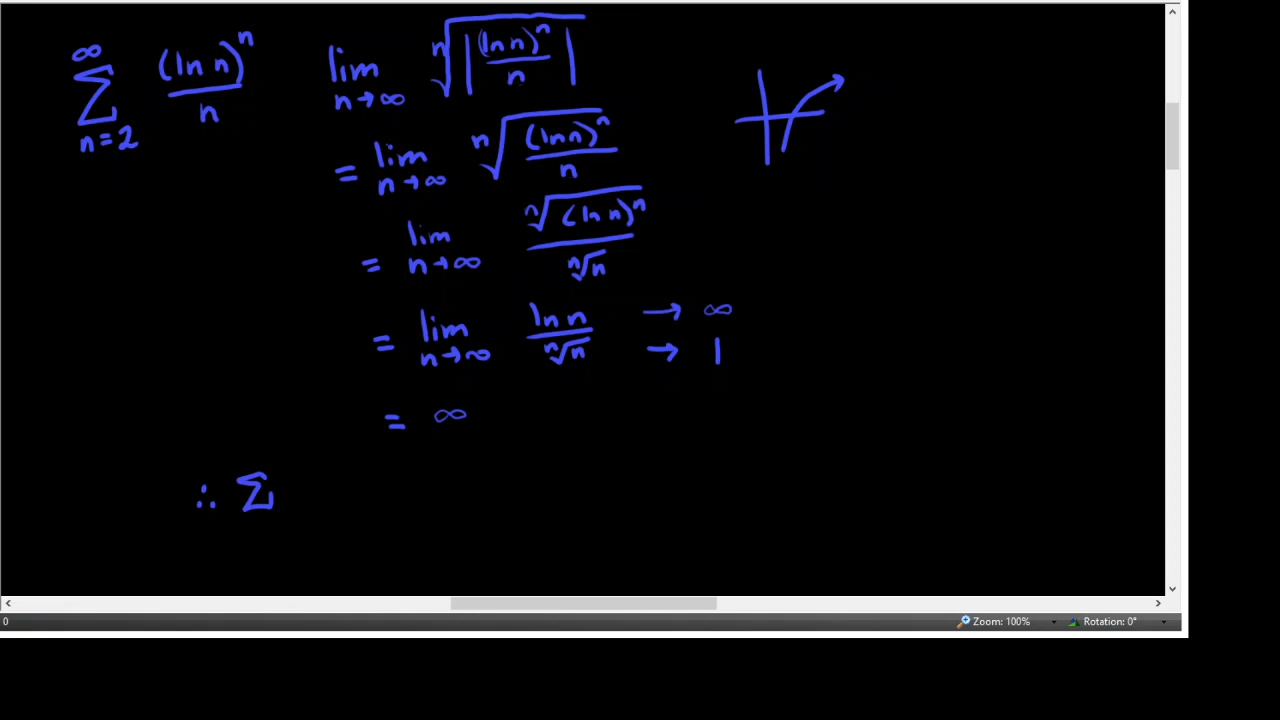 ∞
∑ (ln n)^n / n
n=2
lim n→∞ ⁿ√|(ln n)^n / n|
= lim n→∞ ⁿ√((ln n)^n / n)
= lim n→∞ ⁿ√((ln n)^n) / ⁿ√n
= lim n→∞ ln n / ⁿ√n → ∞ → 1
= ∞
∴ Σ
0 Zoom: 100% Rotation: 0°